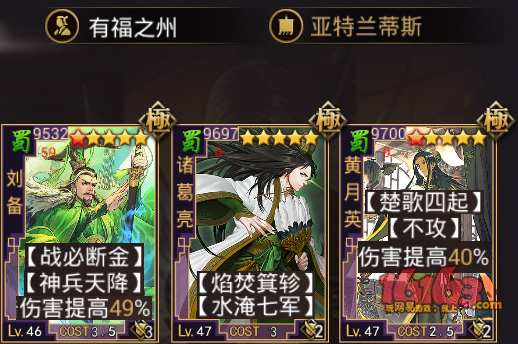 有福之州
亚特兰蒂斯
極
極
極
蜀
9532
59
刘备
【战必断金】
【神兵天降】
伤害提高49%
Lv.46
COST 3.5
3
9697
诸葛亮
【焰焚箕轸】
【水淹七军】
Lv.47
COST 3
2
蜀
9700
黄月英
【楚歌四起】
【不攻】
伤害提高40%
16163
Lv.47
COST 2.5
2